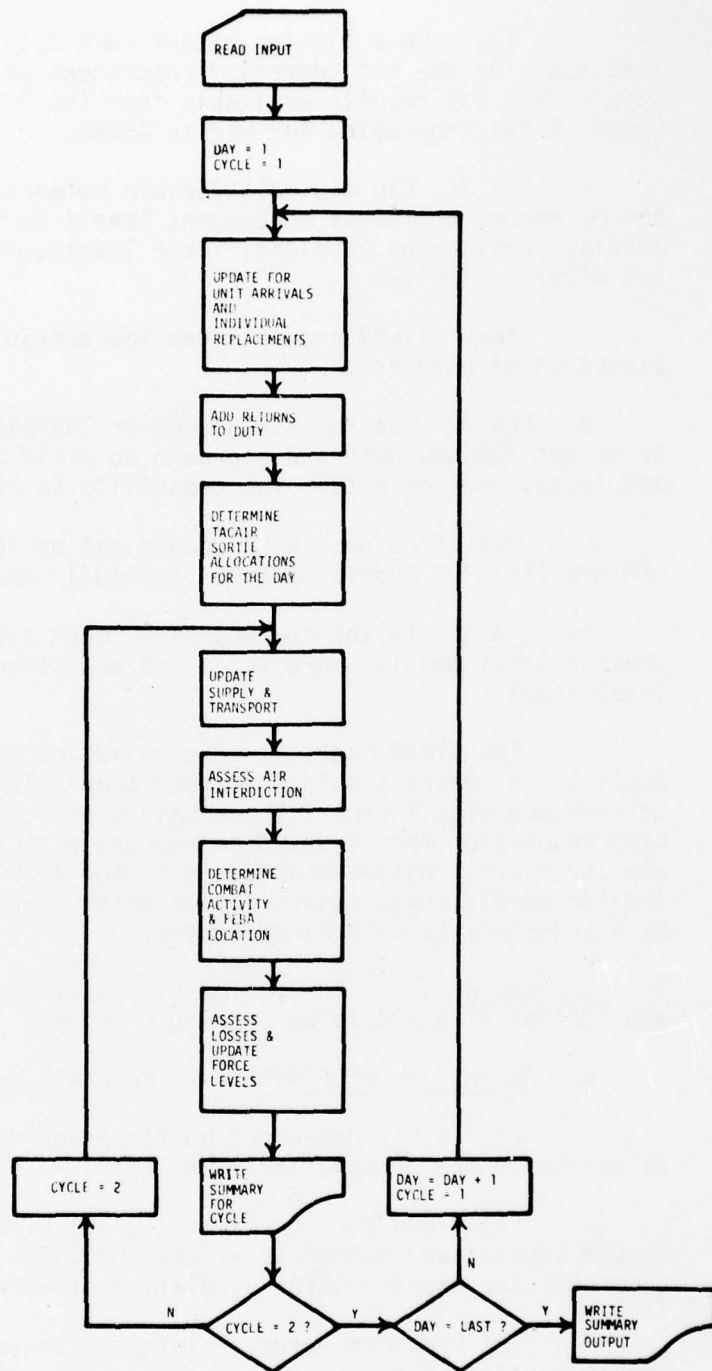 READ INPUT
DAY = 1
CYCLE = 1
UPDATE FOR
UNIT ARRIVALS
AND
INDIVIDUAL
REPLACEMENTS
ADD RETURNS
TO DUTY
DETERMINE
TACAIR
SORTIE
ALLOCATIONS
FOR THE DAY
UPDATE
SUPPLY &
TRANSPORT
ASSESS AIR
INTERDICTION
DETERMINE
COMBAT
ACTIVITY
& FEBA
LOCATION
ASSESS
LOSSES &
UPDATE
FORCE
LEVELS
CYCLE = 2
WRITE
SUMMARY
FOR
CYCLE
DAY = DAY + 1
CYCLE = 1
N
N
CYCLE = 2 ?
Y
DAY = LAST ?
Y
WRITE
SUMMARY
OUTPUT